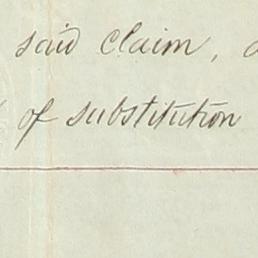 said claim,
of substitution